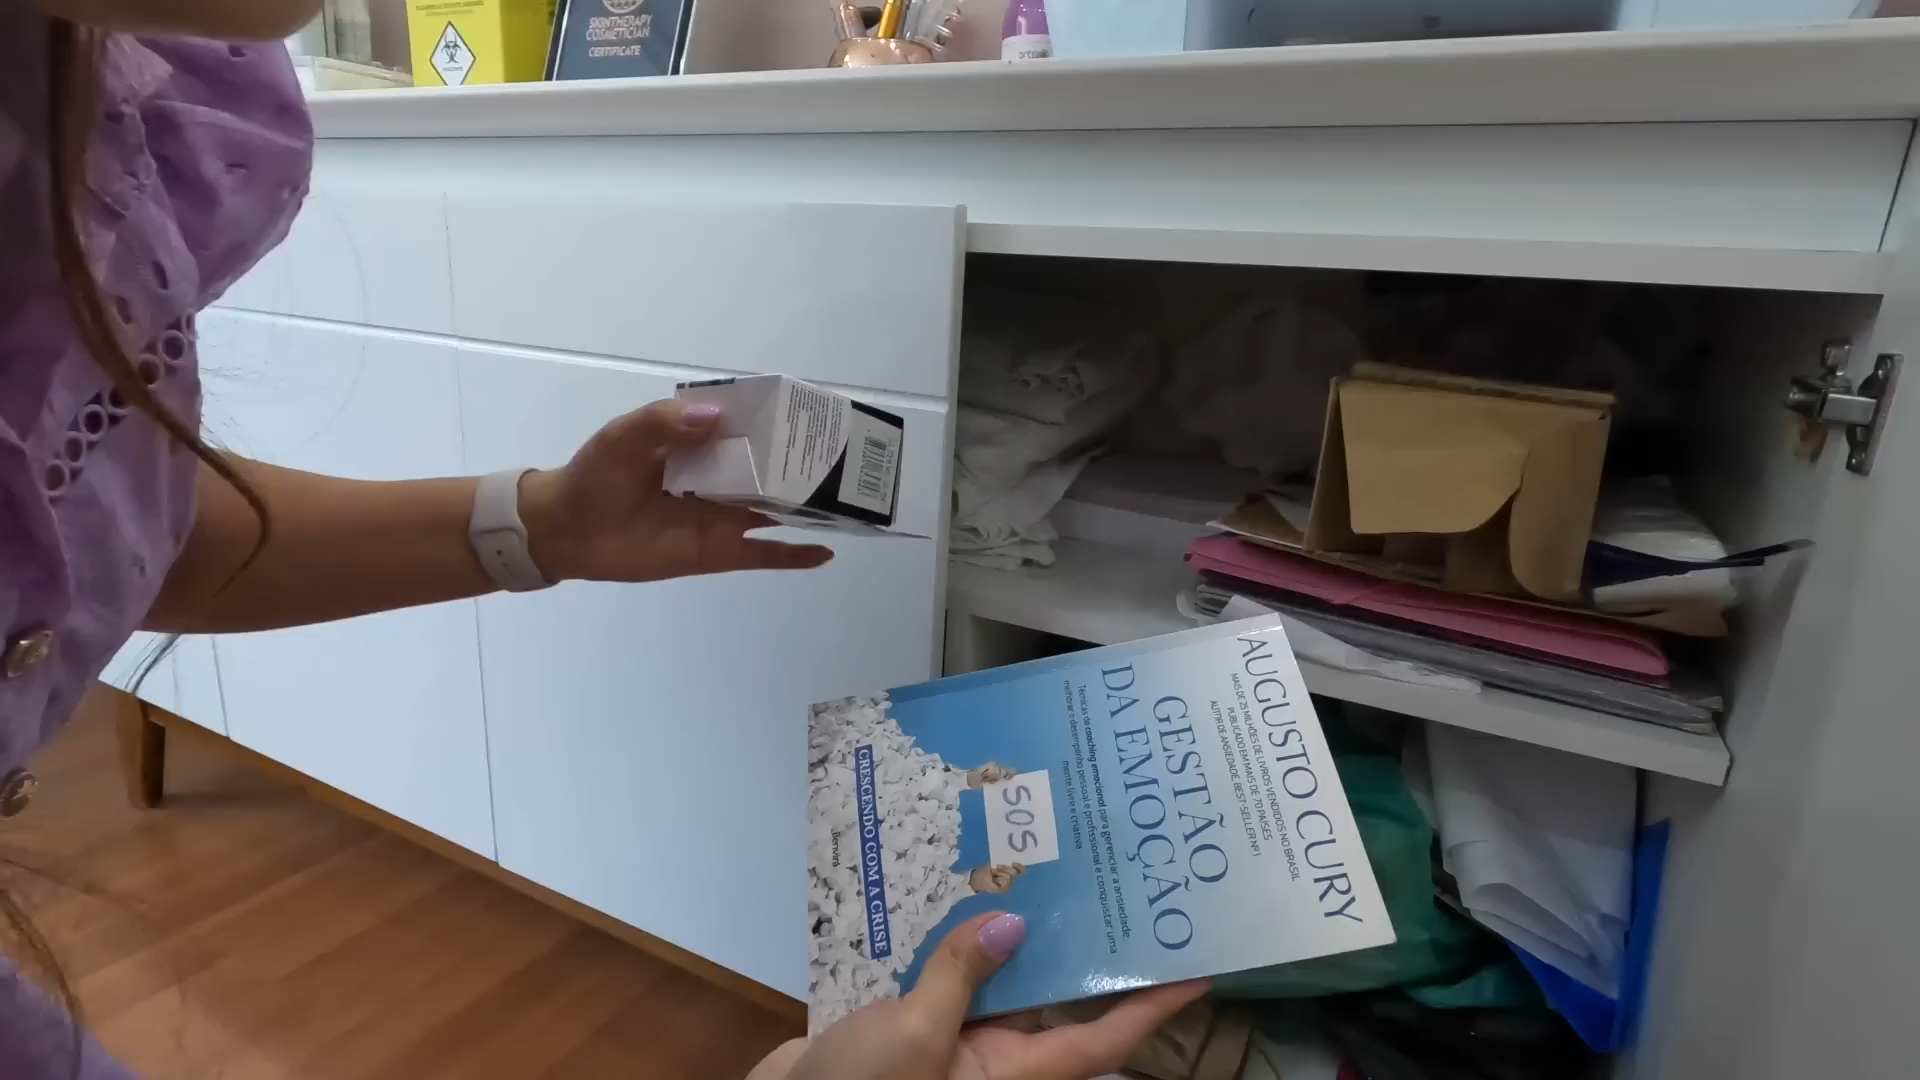 SKINTHERAPY
COSMETICIAN
CERTIFICATE
AUGUSTO CURY
MAIS DE 25 MILHÕES DE LIVROS VENDIDOS NO BRASIL
PUBLICADO EM MAIS DE 70 PAÍSES
AUTOR DE ANSIEDADE, BEST-SELLER Nº 1
GESTÃO
DA EMOÇÃO
Técnicas de coaching emocional para gerenciar a ansiedade,
melhorar o desempenho pessoal e profissional e conquistar uma
mente livre e criativa
SOS
CRESCENDO COM A CRISE
Benvirá